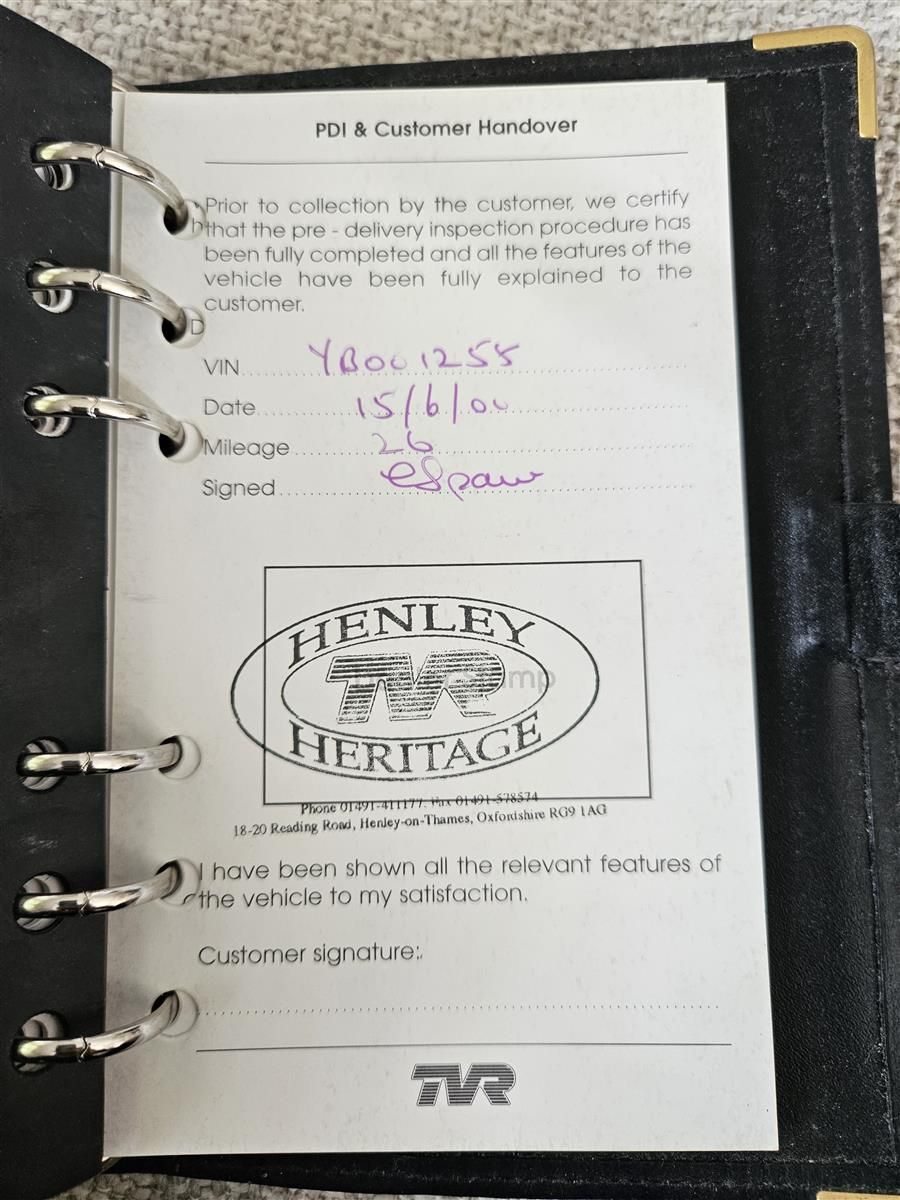 PDI & Customer Handover
Prior to collection by the customer, we certify
that the pre - delivery inspection procedure has
been fully completed and all the features of the
vehicle have been fully explained to the
customer.
D
VIN YB001255
Date 15/6/00
Mileage 26
Signed
HENLEY
TVR
HERITAGE
Phone 01491-411177. Fax 01491-578574
18-20 Reading Road, Henley-on-Thames, Oxfordshire RG9 1AG
I have been shown all the relevant features of
the vehicle to my satisfaction.
Customer signature:
TVR